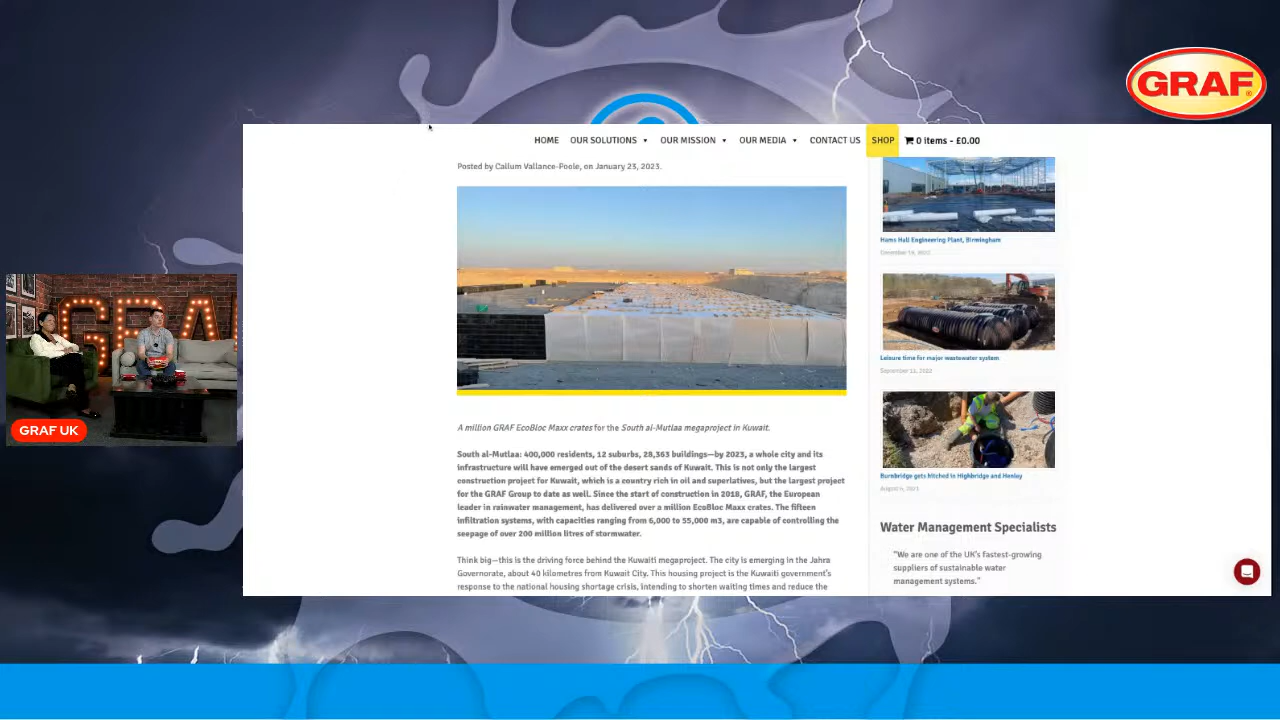 GRAF
HOME OUR SOLUTIONS OUR MISSION OUR MEDIA CONTACT US SHOP 0 items - £0.00
Posted by Callum Vallance-Poole, on January 23, 2023.
A million GRAF EcoBloc Maxx crates for the South al-Mutlaa megaproject in Kuwait.
South al-Mutlaa: 400,000 residents, 12 suburbs, 28,363 buildings—by 2023, a whole city and its
infrastructure will have emerged out of the desert sands of Kuwait. This is not only the largest
construction project for Kuwait, which is a country rich in oil and superlatives, but the largest project
for the GRAF Group to date as well. Since the start of construction in 2018, GRAF, the European
leader in rainwater management, has delivered over a million EcoBloc Maxx crates. The fifteen
infiltration systems, with capacities ranging from 6,000 to 55,000 m3, are capable of controlling the
seepage of over 200 million litres of stormwater.
Think big—this is the driving force behind the Kuwaiti megaproject. The city is emerging in the Jahra
Governorate, about 40 kilometres from Kuwait City. This housing project is the Kuwaiti government's
response to the national housing shortage crisis, intending to shorten waiting times and reduce the
Hams Hall Engineering Plant, Birmingham
Leisure time for major wastewater system
Burnbridge gets hitched in Highbridge and Henley
Water Management Specialists
"We are one of the UK's fastest-growing
suppliers of sustainable water
management systems."
GRA
GRAF UK